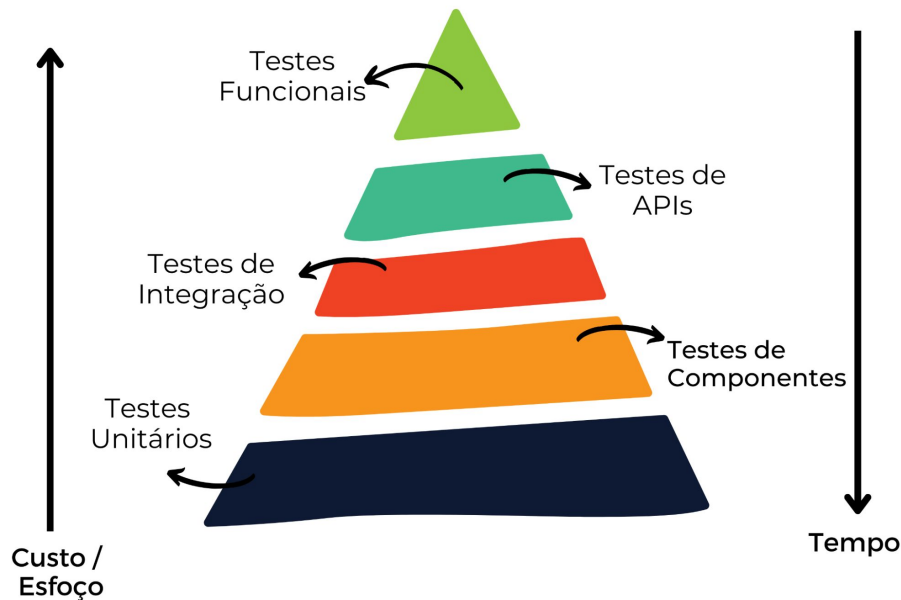 Testes
Funcionais
Testes de
APIs
Testes de
Integração
Testes de
Componentes
Testes
Unitários
Custo /
Esfoço
Tempo